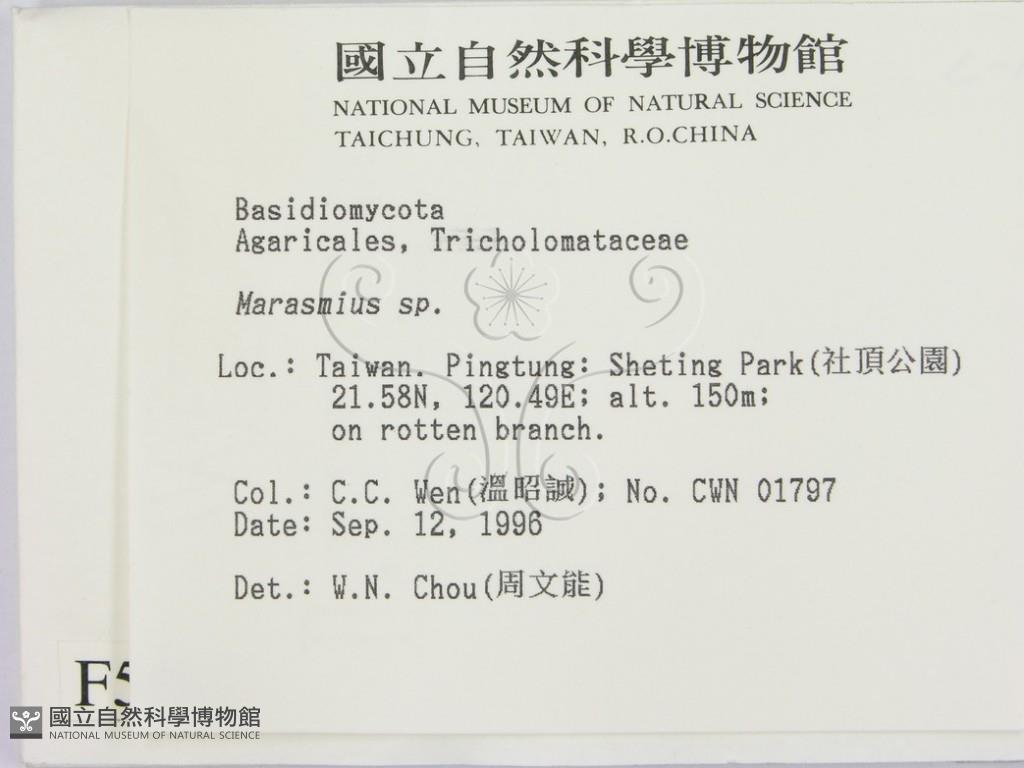 國立自然科學博物館
NATIONAL MUSEUM OF NATURAL SCIENCE
TAICHUNG, TAIWAN, R.O.CHINA
Basidiomycota
Agaricales, Tricholomataceae
Marasmius sp.
Loc.: Taiwan. Pingtung: Sheting Park(社頂公園)
21.58N, 120.49E; alt. 150m;
on rotten branch.
Col.: C.C. Wen(溫昭誠); No. CWN 01797
Date: Sep. 12, 1996
Det.: W.N. Chou(周文能)
F5
國立自然科學博物館
NATIONAL MUSEUM OF NATURAL SCIENCE